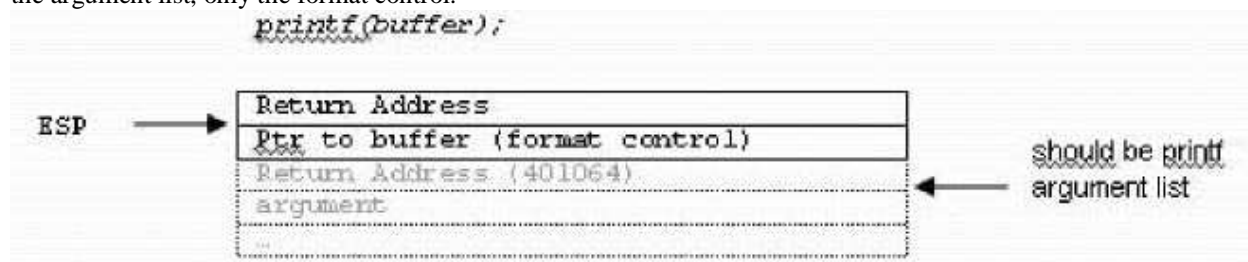 the argument list, only the format control.
printf(buffer);
Return Address
ESP
Ptr to buffer (format control)
Return Address (401064)
should be printf
argument list
argument
…